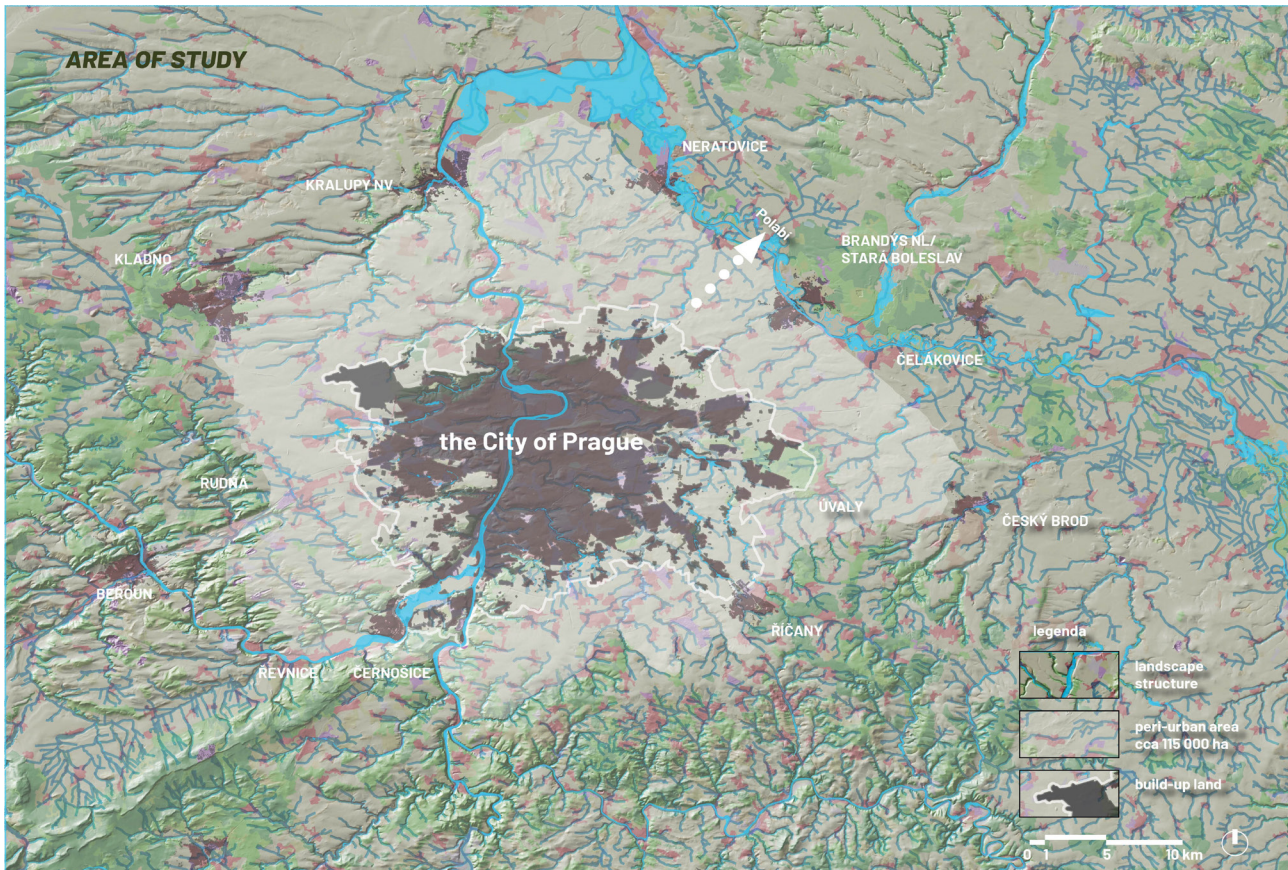 AREA OF STUDY
NERATOVICE
KRALUPY NV
Polabí
BRANDÝS NL/
STARÁ BOLESLAV
KLADNO
ČELÁKOVICE
the City of Prague
RUDNÁ
ÚVALY
ČESKÝ BROD
BEROUN
ŘÍČANY
ŘEVNICE
ČERNOŠICE
legenda
landscape
structure
peri-urban area
cca 115 000 ha
build-up land
0 1 5 10 km